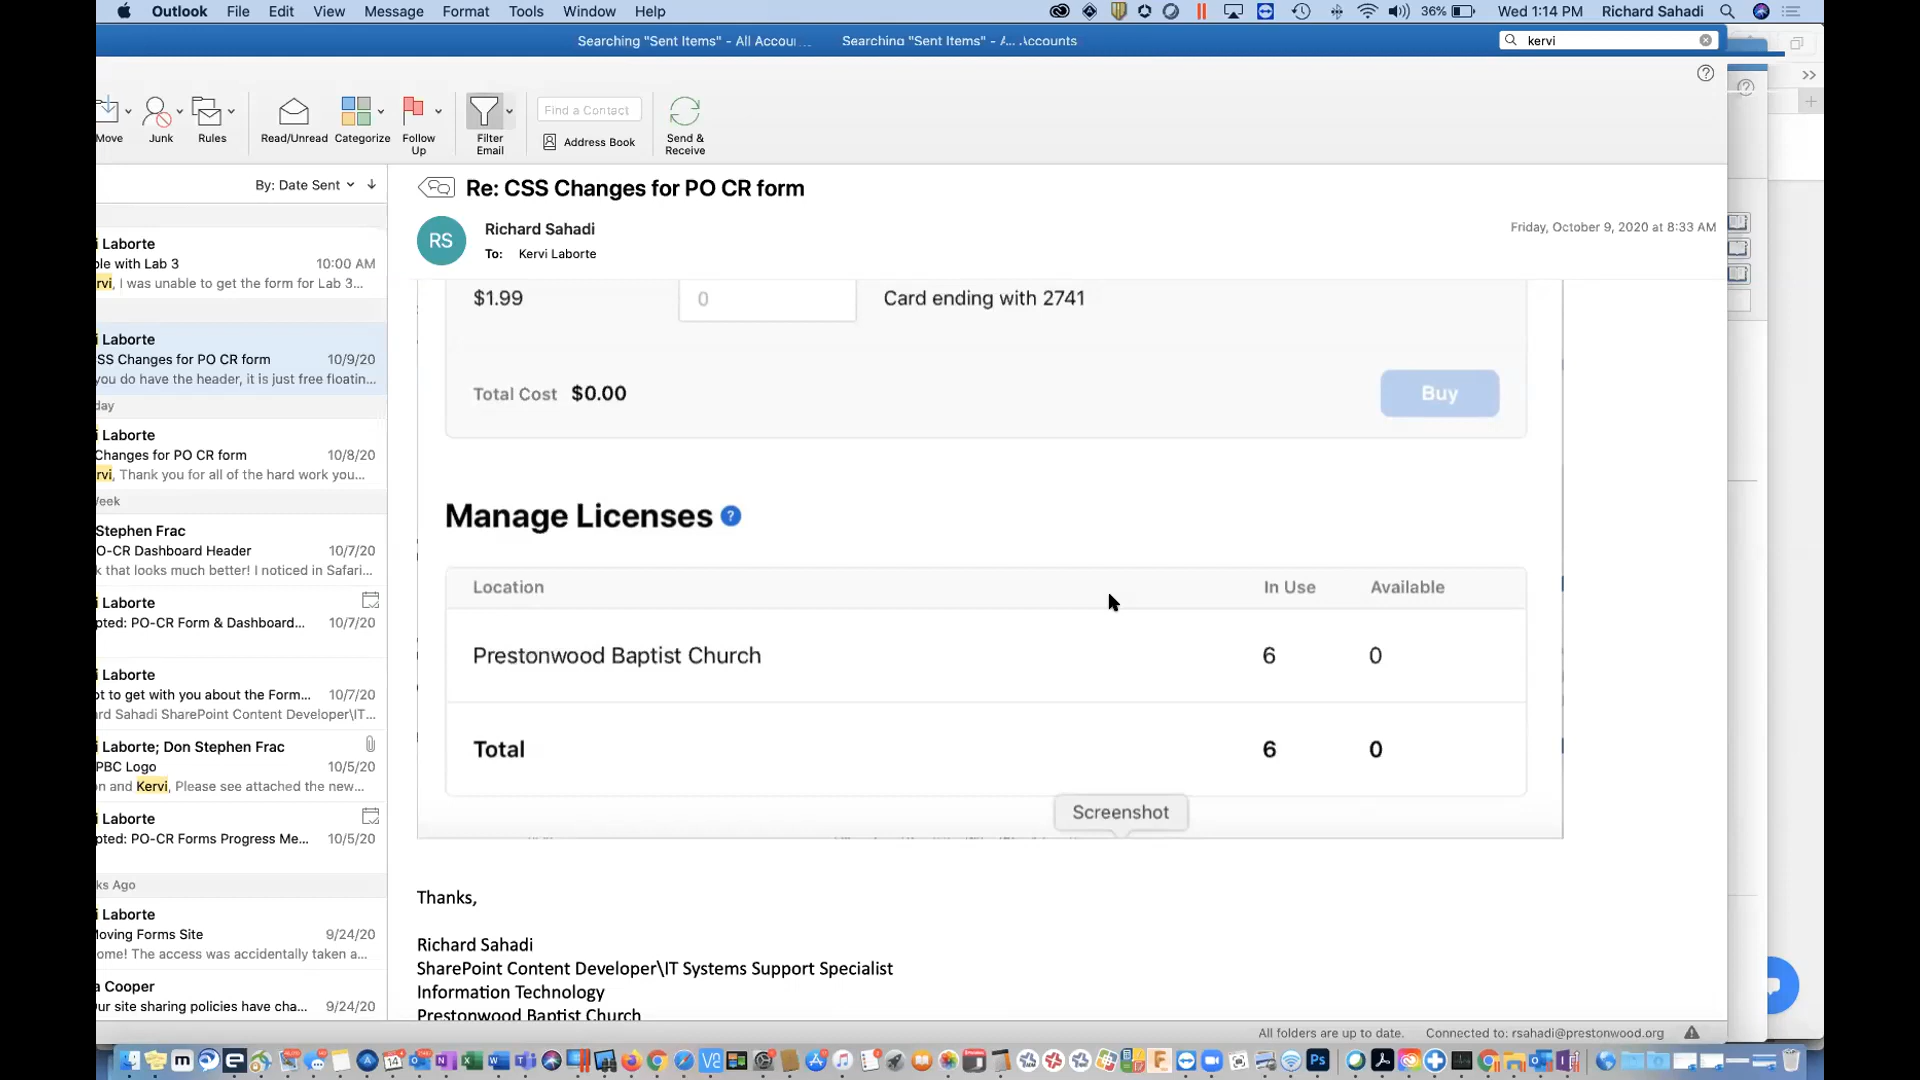 Outlook File Edit View Message Format Tools Window Help 36% Wed 1:14 PM Richard Sahadi
Searching "Sent Items" - All Accou... Searching "Sent Items" - A... Accounts kervi
Move Junk Rules Read/Unread Categorize Follow Up Filter Email Find a Contact Address Book Send & Receive
By: Date Sent
Re: CSS Changes for PO CR form
RS
Richard Sahadi
To: Kervi Laborte
Friday, October 9, 2020 at 8:33 AM
i Laborte
ble with Lab 3 10:00 AM
rvi, I was unable to get the form for Lab 3...
i Laborte
SS Changes for PO CR form 10/9/20
you do have the header, it is just free floatin...
day
i Laborte
Changes for PO CR form 10/8/20
rvi, Thank you for all of the hard work you...
Week
Stephen Frac
O-CR Dashboard Header 10/7/20
k that looks much better! I noticed in Safari...
i Laborte
pted: PO-CR Form & Dashboard... 10/7/20
i Laborte
ot to get with you about the Form... 10/7/20
rd Sahadi SharePoint Content Developer\IT...
i Laborte; Don Stephen Frac
PBC Logo 10/5/20
on and Kervi, Please see attached the new...
i Laborte
pted: PO-CR Forms Progress Me... 10/5/20
ks Ago
i Laborte
Moving Forms Site 9/24/20
ome! The access was accidentally taken a...
a Cooper
ur site sharing policies have cha... 9/24/20
$1.99 0 Card ending with 2741
Total Cost $0.00 Buy
Manage Licenses ?
Location In Use Available
Prestonwood Baptist Church 6 0
Total 6 0
Screenshot
Thanks,
Richard Sahadi
SharePoint Content Developer\IT Systems Support Specialist
Information Technology
Prestonwood Baptist Church
All folders are up to date. Connected to: rsahadi@prestonwood.org